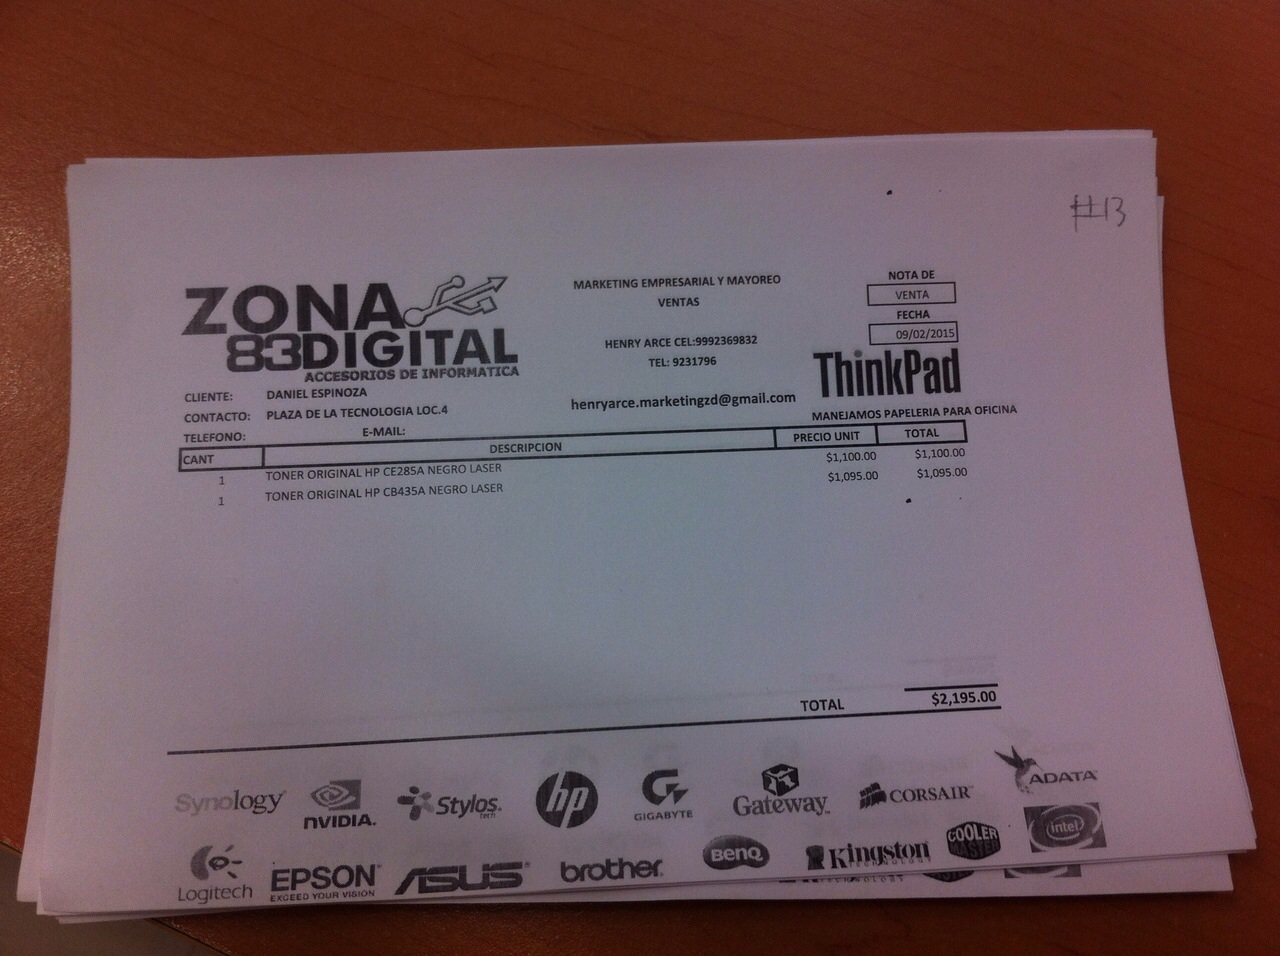 #13
ZONA
83DIGITAL
ACCESORIOS DE INFORMATICA
MARKETING EMPRESARIAL Y MAYOREO
VENTAS
HENRY ARCE CEL:9992369832
TEL: 9231796
henryarce.marketingzd@gmail.com
NOTA DE
VENTA
FECHA
09/02/2015
ThinkPad
MANEJAMOS PAPELERIA PARA OFICINA
CLIENTE: DANIEL ESPINOZA
CONTACTO: PLAZA DE LA TECNOLOGIA LOC.4
TELEFONO: E-MAIL:
CANT DESCRIPCION PRECIO UNIT TOTAL
1 TONER ORIGINAL HP CE285A NEGRO LASER $1,100.00 $1,100.00
1 TONER ORIGINAL HP CB435A NEGRO LASER $1,095.00 $1,095.00
TOTAL $2,195.00
Synology NVIDIA. Stylos tech hp GIGABYTE Gateway CORSAIR ADATA
Logitech EPSON ASUS brother BenQ Kingston COOLER MASTER intel
EXCEED YOUR VISION TECHNOLOGY